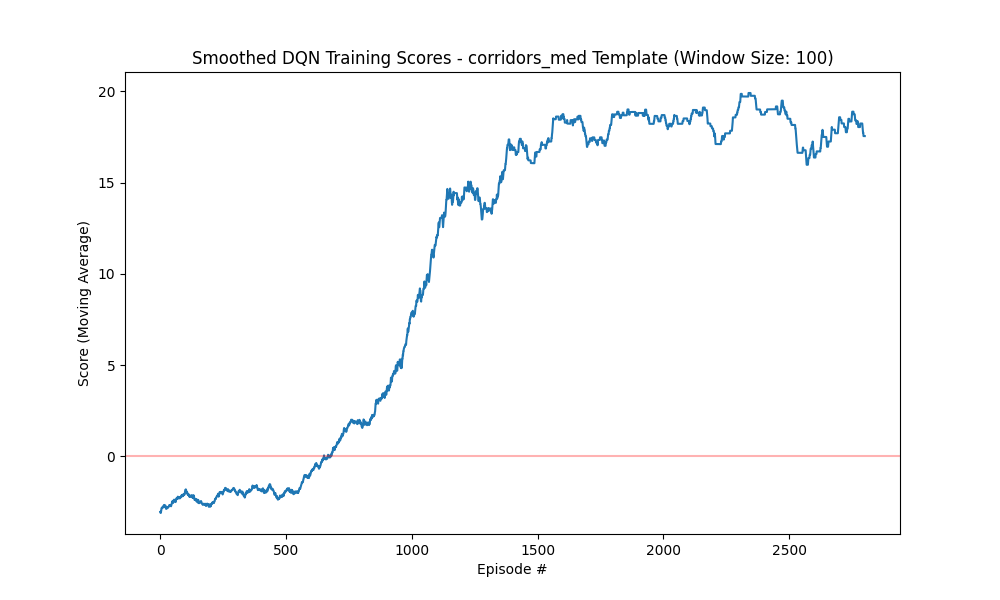 Smoothed DQN Training Scores - corridors_med Template (Window Size: 100)
Score (Moving Average)
20
15
10
5
0
0 500 1000 1500 2000 2500
Episode #